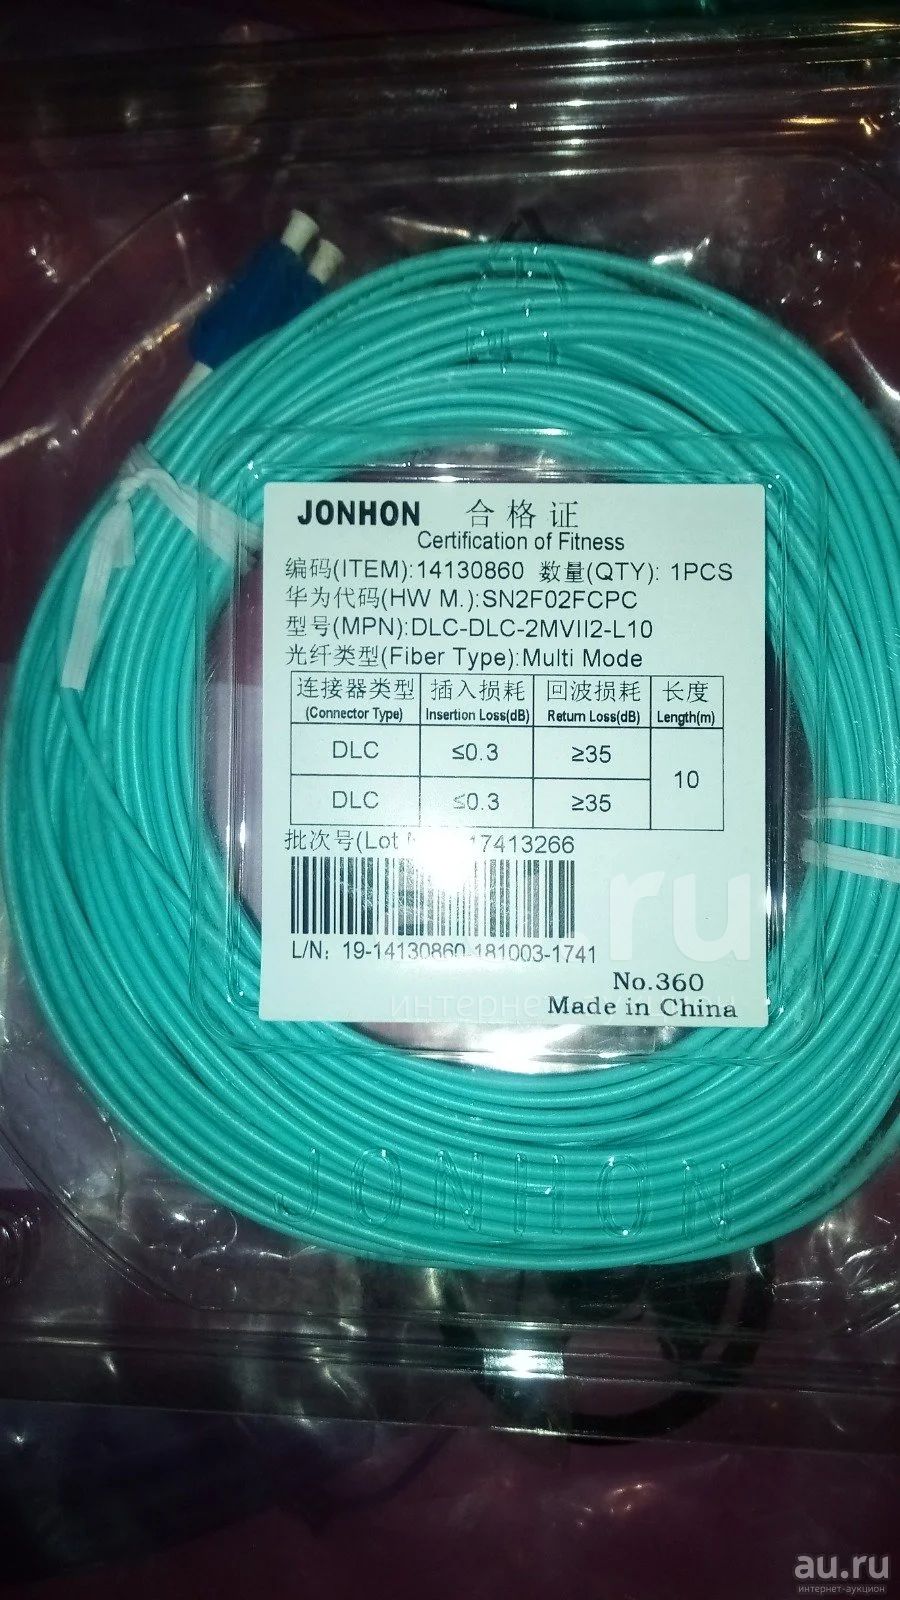 JONHON 合格证
Certification of Fitness
编码(ITEM):14130860 数量(QTY): 1PCS
华为代码(HW M.):SN2F02FCPC
型号(MPN):DLC-DLC-2MVII2-L10
光纤类型(Fiber Type):Multi Mode
连接器类型 插入损耗 回波损耗 长度
(Connector Type) Insertion Loss(dB) Return Loss(dB) Length(m)
DLC ≤0.3 ≥35
10
DLC ≤0.3 ≥35
批次号(Lot 17413266
L/N: 19-14130860-181003-1741
No.360
Made in China
JONHON
.ru
интернет
au.ru
интернет-аукцион